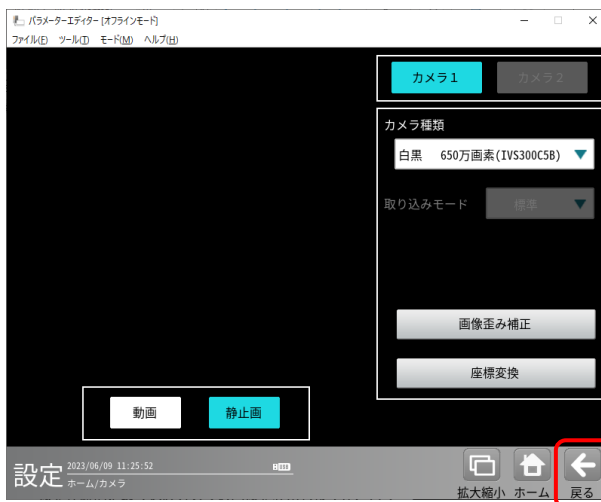 パラメーターエディター [オフラインモード]
ファイル(F) ツール(T) モード(M) ヘルプ(H)
カメラ1 カメラ2
カメラ種類
白黒 650万画素(IVS300C5B)
取り込みモード 標準
画像歪み補正
座標変換
動画 静止画
設定
2023/06/09 11:25:52
ホーム/カメラ
拡大縮小 ホーム 戻る